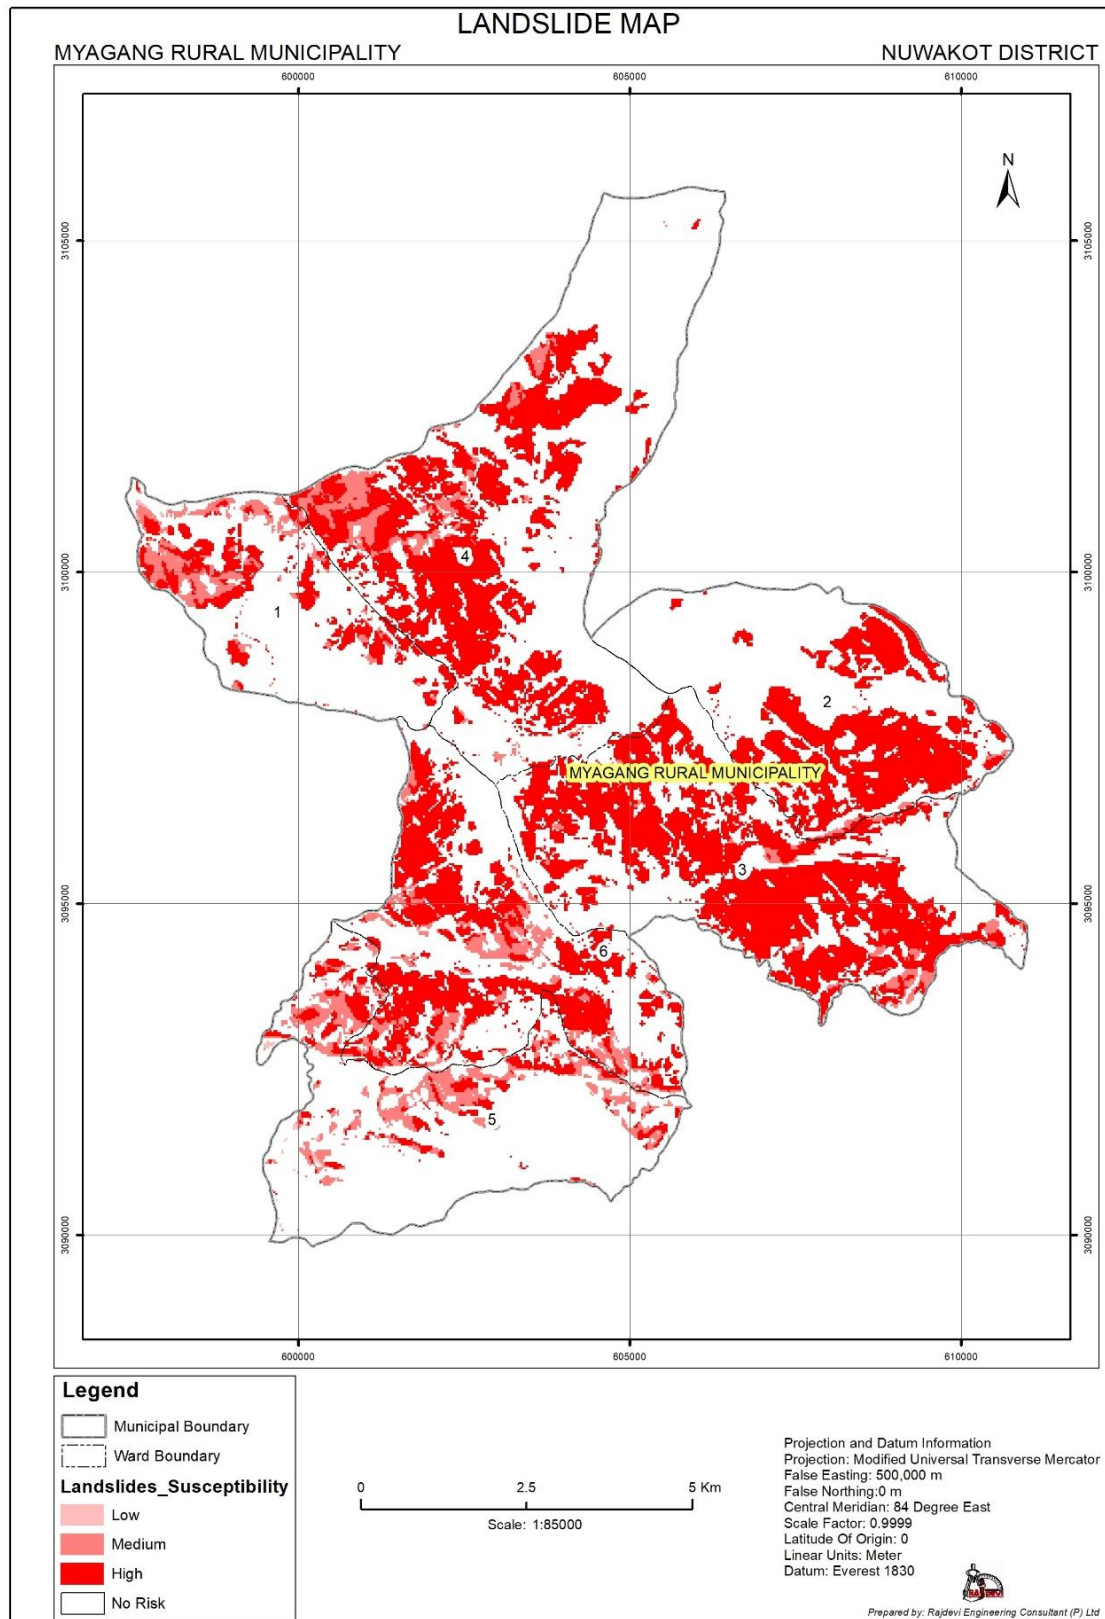 LANDSLIDE MAP
MYAGANG RURAL MUNICIPALITY
NUWAKOT DISTRICT
600000
605000
610000
N
3105000
3105000
4
3100000
3100000
1
2
MYAGANG RURAL MUNICIPALITY
3
3095000
3095000
6
5
3090000
3090000
600000
605000
610000
Legend
Municipal Boundary
Ward Boundary
Landslides_Susceptibility
Low
Medium
High
No Risk
0 2.5 5 Km
Scale: 1:85000
Projection and Datum Information
Projection: Modified Universal Transverse Mercator
False Easting: 500,000 m
False Northing:0 m
Central Meridian: 84 Degree East
Scale Factor: 0.9999
Latitude Of Origin: 0
Linear Units: Meter
Datum: Everest 1830
Prepared by: Rajdevi Engineering Consultant (P) Ltd